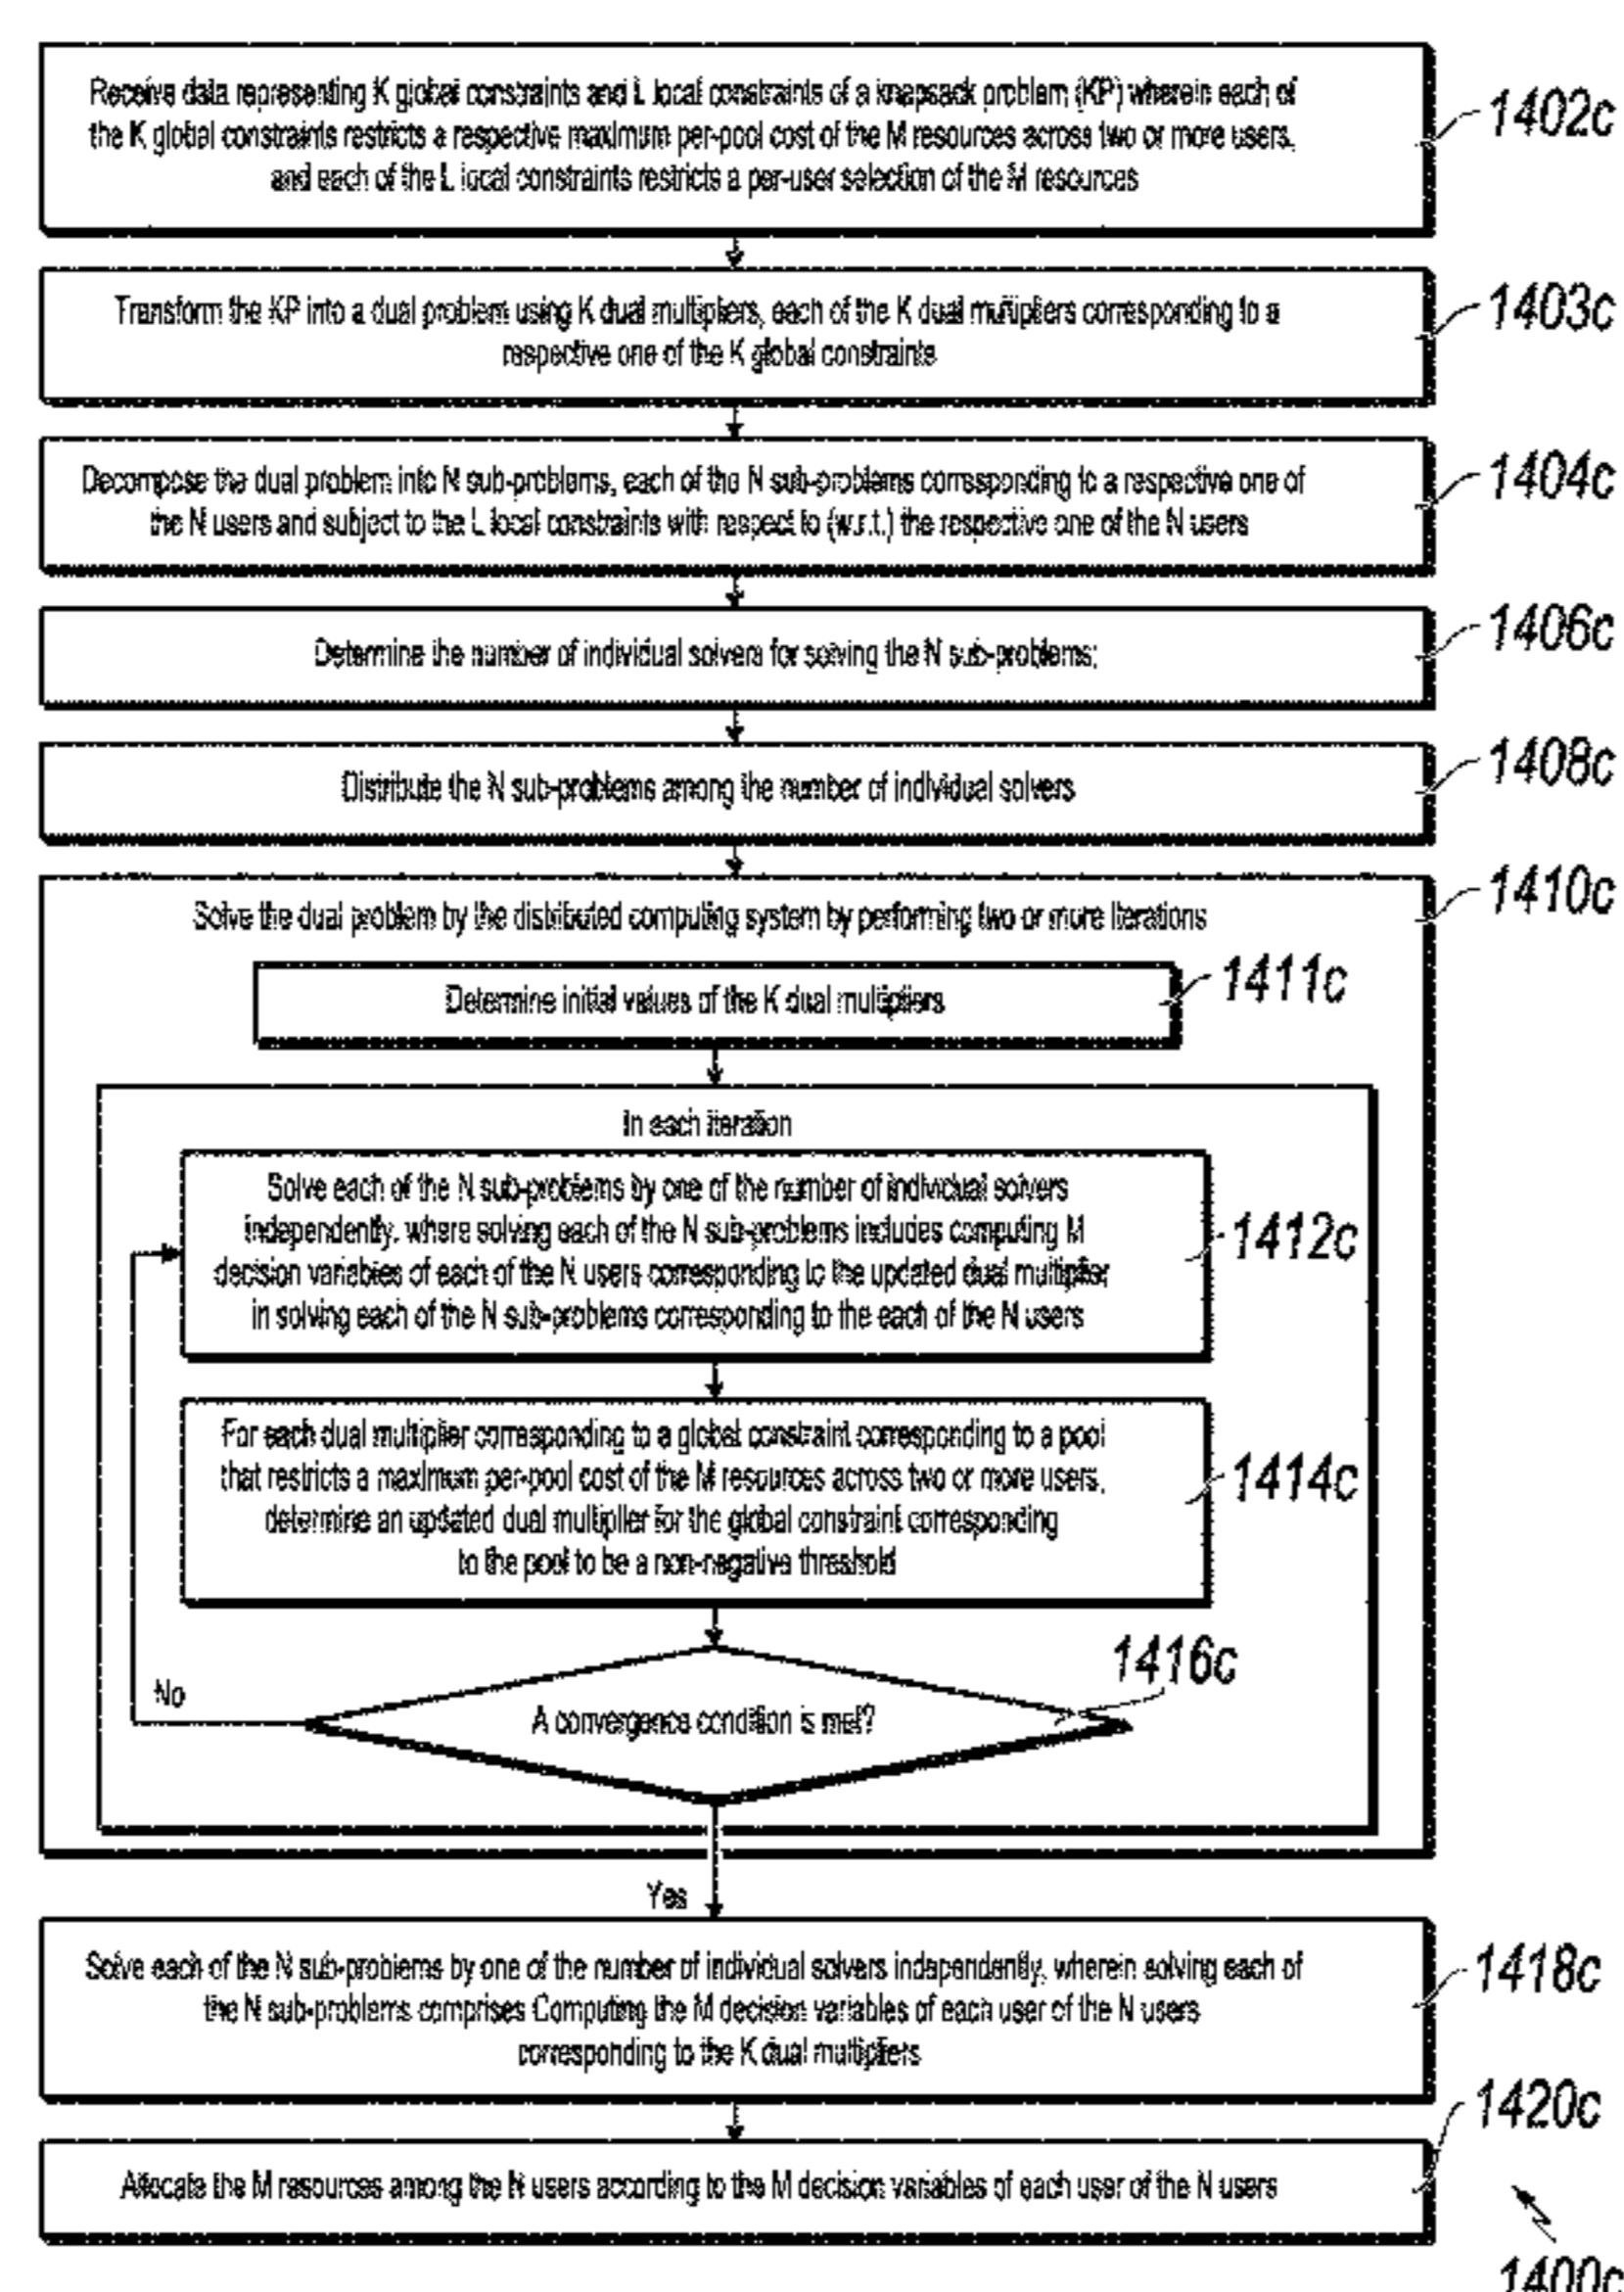 Receive data representing K global constraints and L local constraints of a knapsack problem (KP) wherein each of
the K global constraints restricts a respective maximum per-pool cost of the M resources across two or more users,
and each of the L local constraints restricts a per-user selection of the M resources
1402c
Transform the KP into a dual problem using K dual multipliers, each of the K dual multipliers corresponding to a
respective one of the K global constraints
1403c
Decompose the dual problem into N sub-problems, each of the N sub-problems corresponding to a respective one of
the N users and subject to the L local constraints with respect to (w.r.t.) the respective one of the N users
1404c
Determine the number of individual solvers for solving the N sub-problems;
1406c
Distribute the N sub-problems among the number of individual solvers
1408c
Solve the dual problem by the distributed computing system by performing two or more iterations
1410c
Determine initial values of the K dual multipliers
1411c
In each iteration
Solve each of the N sub-problems by one of the number of individual solvers
independently, where solving each of the N sub-problems includes computing M
decision variables of each of the N users corresponding to the updated dual multiplier
in solving each of the N sub-problems corresponding to the each of the N users
1412c
For each dual multiplier corresponding to a global constraint corresponding to a pool
that restricts a maximum per-pool cost of the M resources across two or more users,
determine an updated dual multiplier for the global constraint corresponding
to the pool to be a non-negative threshold
1414c
1416c
No
A convergence condition is met?
Yes
Solve each of the N sub-problems by one of the number of individual solvers independently, wherein solving each of
the N sub-problems comprises Computing the M decision variables of each user of the N users
corresponding to the K dual multipliers
1418c
Allocate the M resources among the N users according to the M decision variables of each user of the N users
1420c
1400c